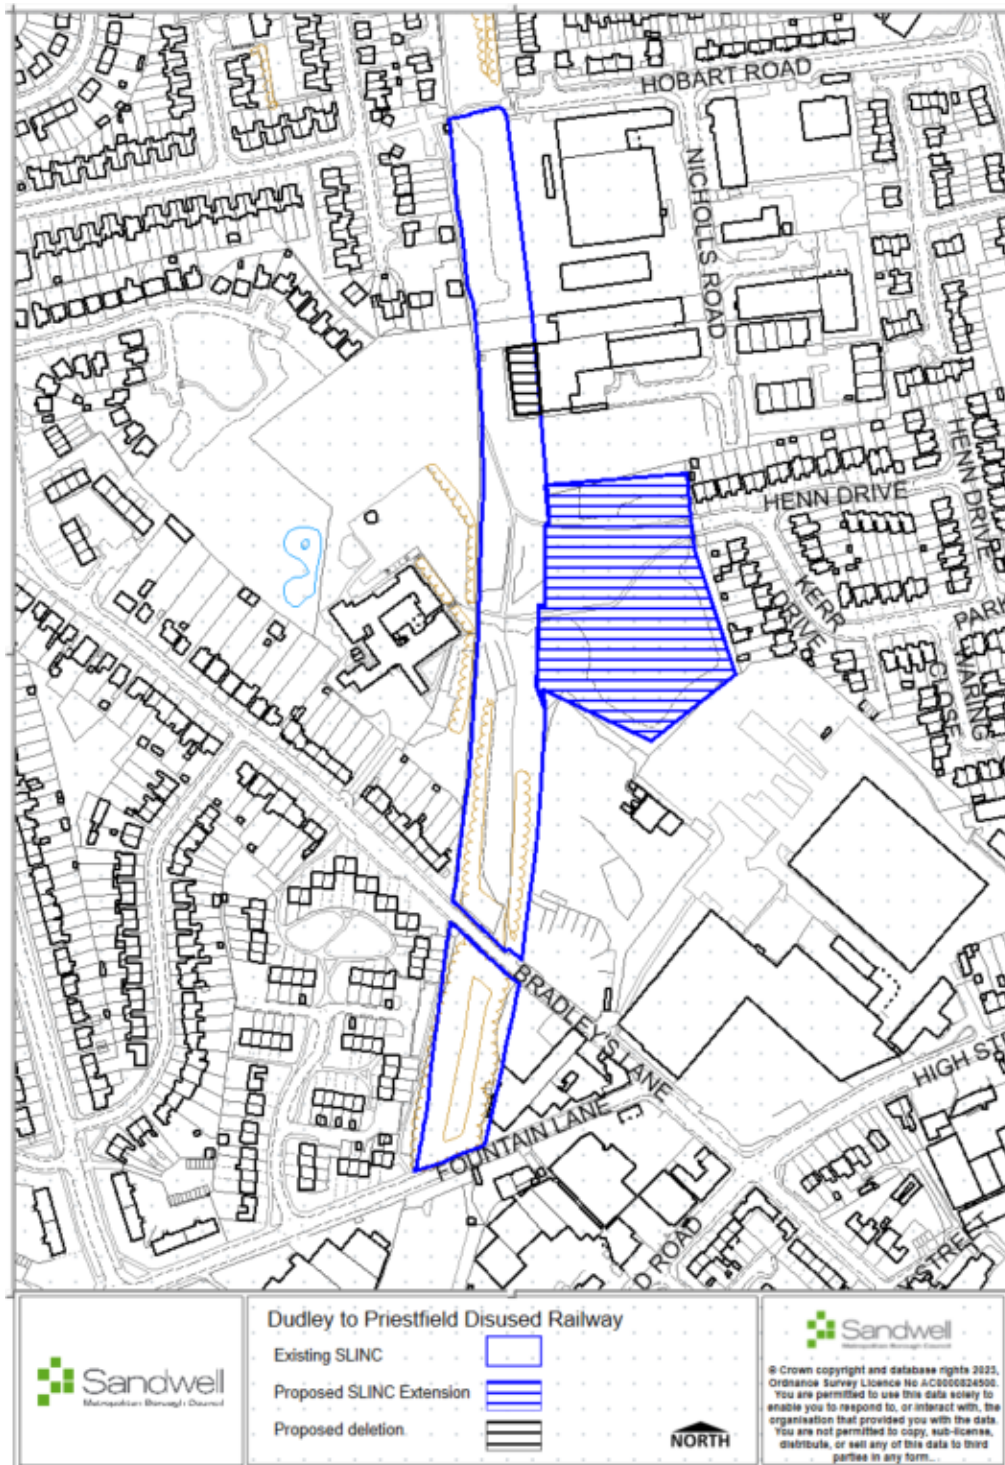 HOBART ROAD
NICHOLLS ROAD
HENN DRIVE
HENN DRIVE
KERR
DRIVE
PARK
WARING
CLOSE
BRADLEYS LANE
HIGH ST
FOUNTAIN LANE
D ROAD
STRE
Dudley to Priestfield Disused Railway
Existing SLINC
Proposed SLINC Extension
Proposed deletion
NORTH
Sandwell
Metropolitan Borough Council
Sandwell
Metropolitan Borough Council
© Crown copyright and database rights 2023.
Ordnance Survey Licence No AC0000824500.
You are permitted to use this data solely to
enable you to respond to, or interact with, the
organisation that provided you with the data.
You are not permitted to copy, sub-license,
distribute, or sell any of this data to third
parties in any form...